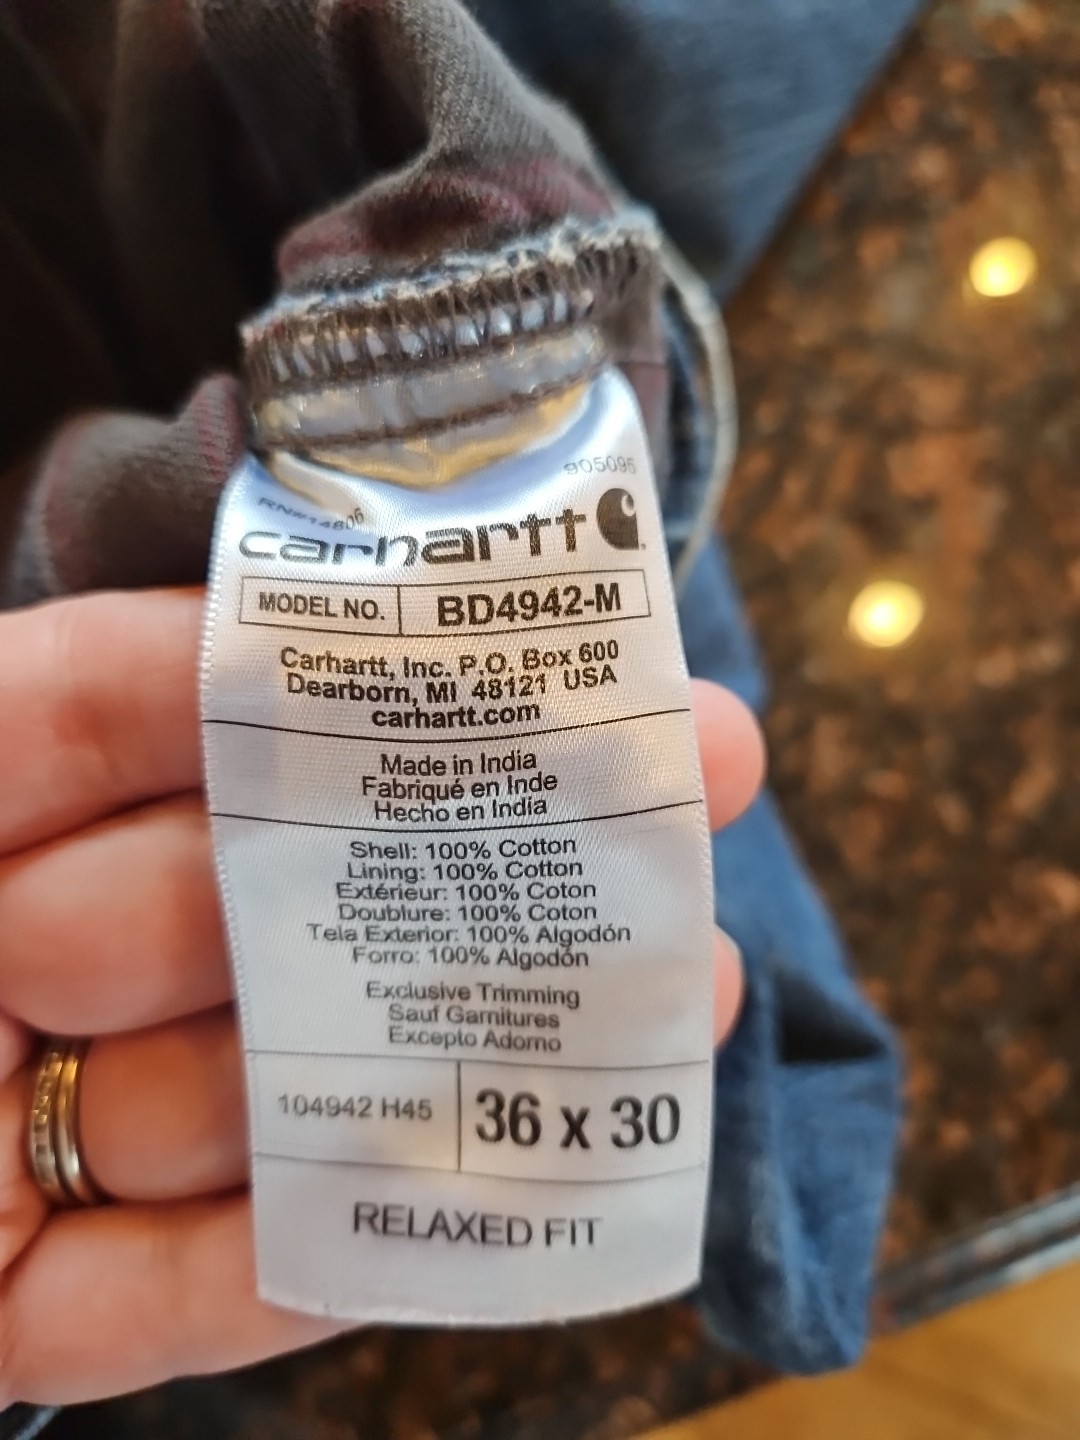 905095
RN#14806
carhartt
MODEL NO. BD4942-M
Carhartt, Inc. P.O. Box 600
Dearborn, MI 48121 USA
carhartt.com
Made in India
Fabriqué en Inde
Hecho en India
Shell: 100% Cotton
Lining: 100% Cotton
Extérieur: 100% Coton
Doublure: 100% Coton
Tela Exterior: 100% Algodón
Forro: 100% Algodón
Exclusive Trimming
Sauf Garnitures
Excepto Adorno
104942 H45 36 x 30
RELAXED FIT